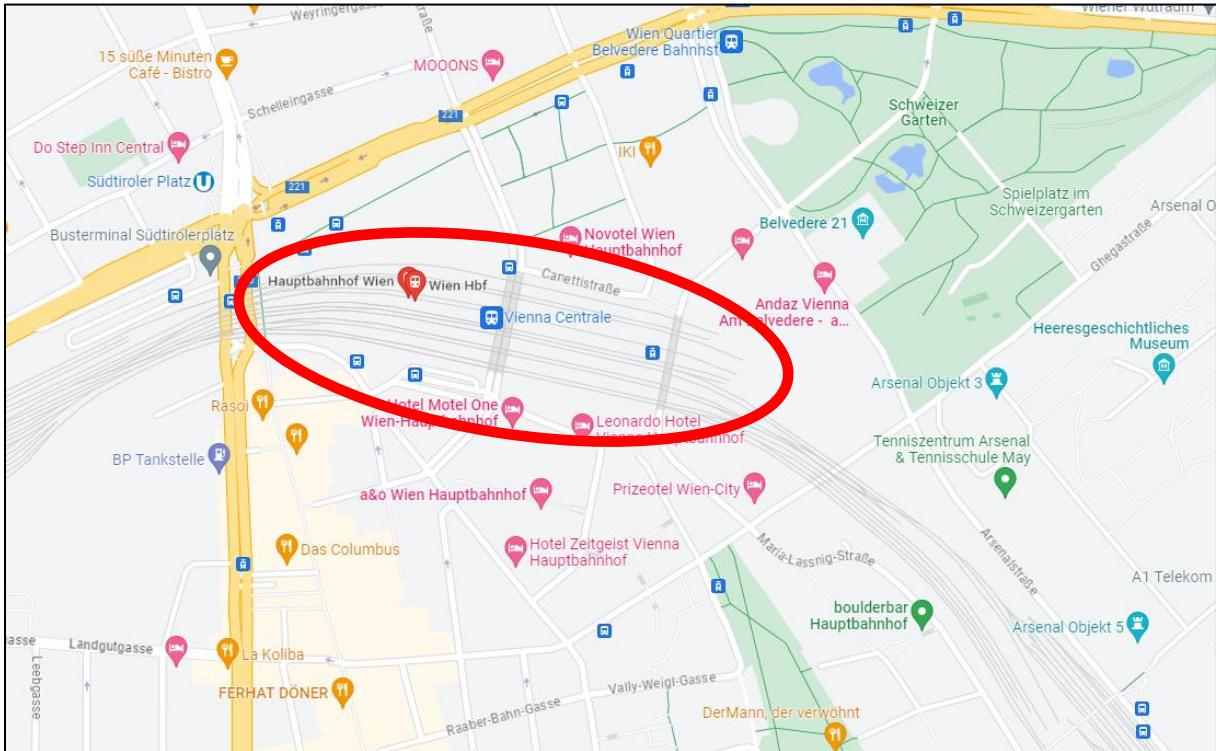 Weyringergasse
Wiener Würaum
15 süße Minuten
Café - Bistro
MOOONS
Wien Quartier
Belvedere Bahnhst
Schelleingasse
221
Schweizer
Garten
Do Step Inn Central
IKI
Südtiroler Platz
U
221
Spielplatz im
Schweizergarten
Arsenal O
Busterminal Südtirolerplatz
Belvedere 21
Novotel Wien
Hauptbahnhof
Ghegastraße
Hauptbahnhof Wien
Wien Hbf
Canettistraße
Andaz Vienna
Am Belvedere - a...
Vienna Centrale
Heeresgeschichtliches
Museum
Arsenal Objekt 3
Rasoi
Hotel Motel One
Wien-Hauptbahnhof
Leonardo Hotel
Vienna Hauptbahnhof
Tenniszentrum Arsenal
& Tennisschule May
BP Tankstelle
a&o Wien Hauptbahnhof
Prizeotel Wien-City
Das Columbus
Hotel Zeitgeist Vienna
Hauptbahnhof
Maria-Lassnig-Straße
Arsenalstraße
A1 Telekom
boulderbar
Hauptbahnhof
Arsenal Objekt 5
asse
Landgutgasse
Leebgasse
La Koliba
FERHAT DÖNER
Vally-Weigl-Gasse
Raaber-Bahn-Gasse
DerMann, der verwöhnt